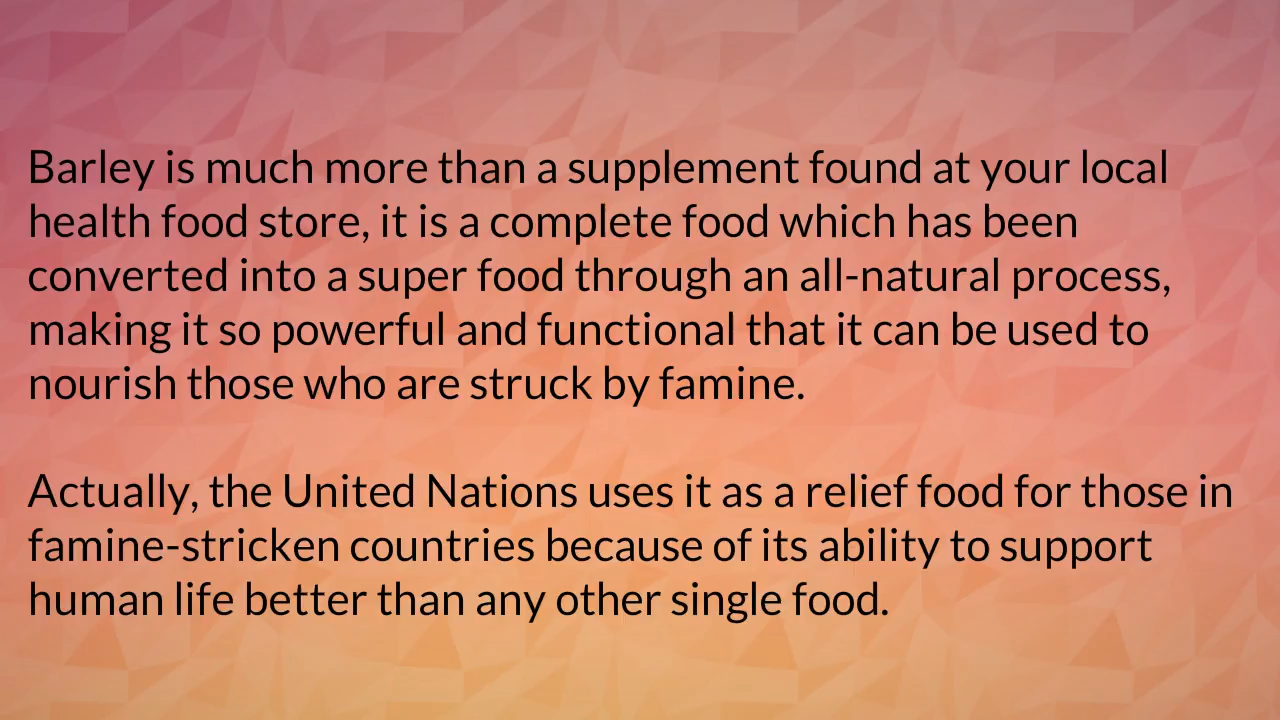 Barley is much more than a supplement found at your local
health food store, it is a complete food which has been
converted into a super food through an all-natural process,
making it so powerful and functional that it can be used to
nourish those who are struck by famine.
Actually, the United Nations uses it as a relief food for those in
famine-stricken countries because of its ability to support
human life better than any other single food.